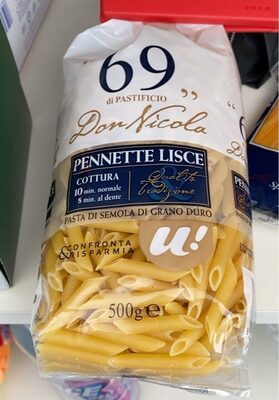 "69"
di PASTIFICIO
Don Nicola
PENNETTE LISCE
COTTURA
10 min. normale
8 min. al dente
Qualità
Tradizione
PASTA DI SEMOLA DI GRANO DURO
CONFRONTA
& RISPARMIA
u!
500g e